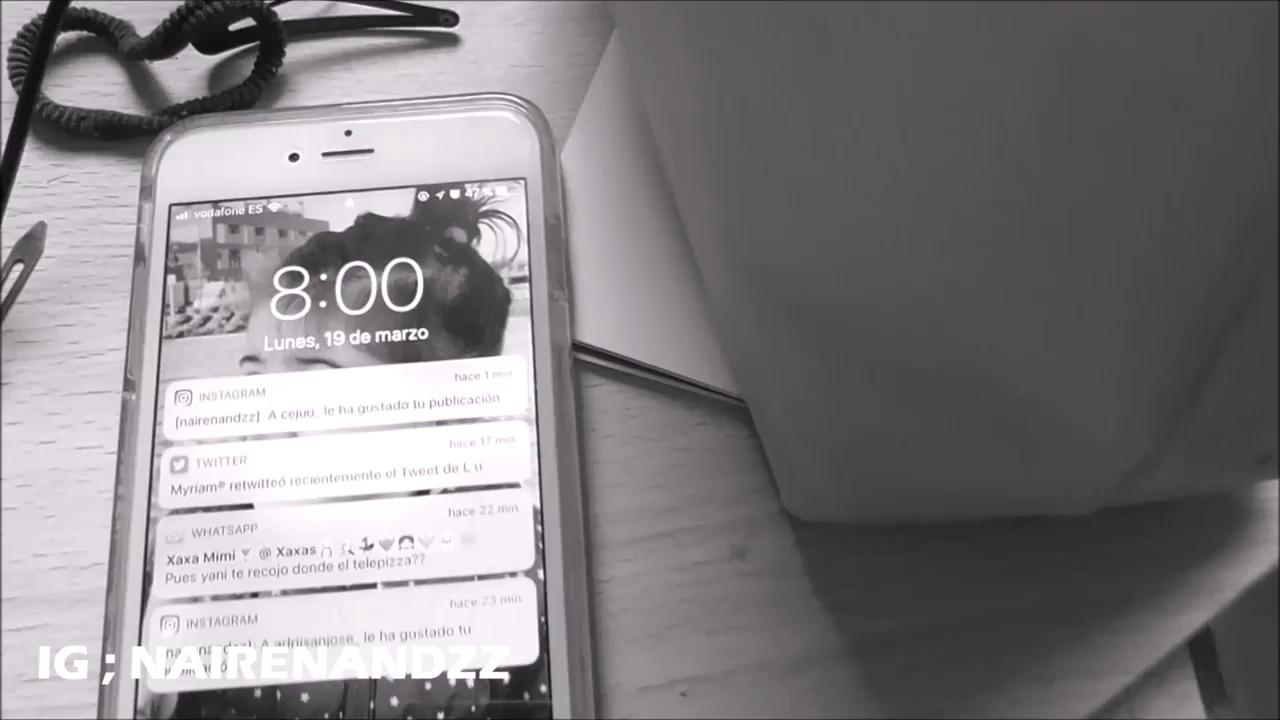 vodafone ES 47 %
8:00
Lunes, 19 de marzo
INSTAGRAM hace 1 min
[nairenandzz]. A cejuu_ le ha gustado tu publicación
TWITTER hace 17 min
Myriam® retwitteó recientemente el Tweet de L u
WHATSAPP hace 22 min
Xaxa Mimi @ Xaxas
Pues yani te recojo donde el telepizza??
INSTAGRAM hace 23 min
A adriisanjose_ le ha gustado tu
IG ; NAIRENANDZZ